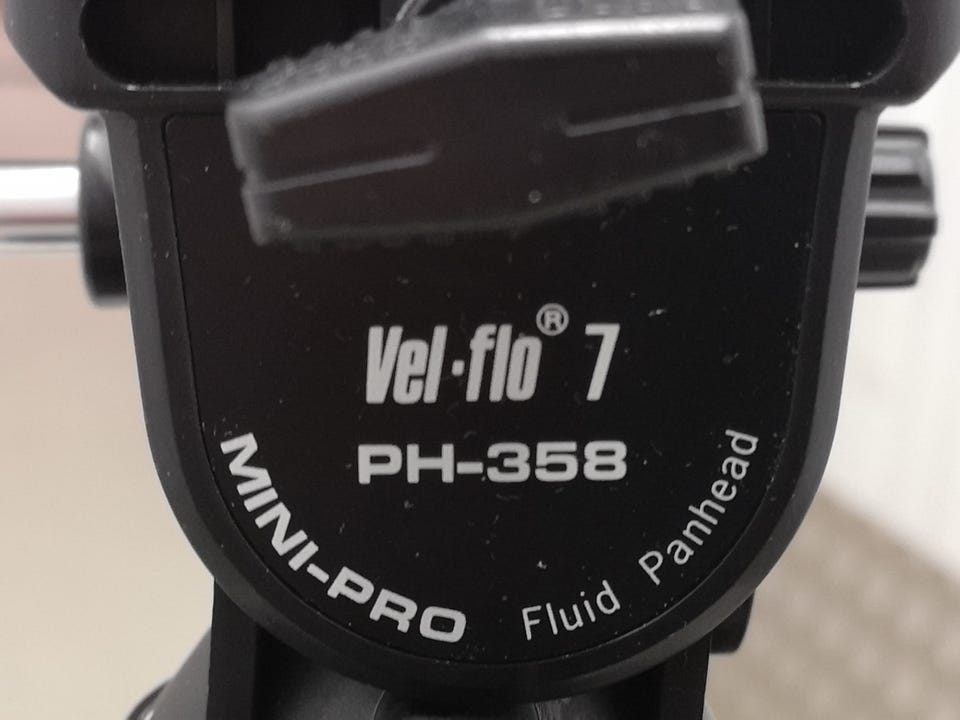 Vel·flo® 7
PH-358
MINI-PRO
Fluid Panhead